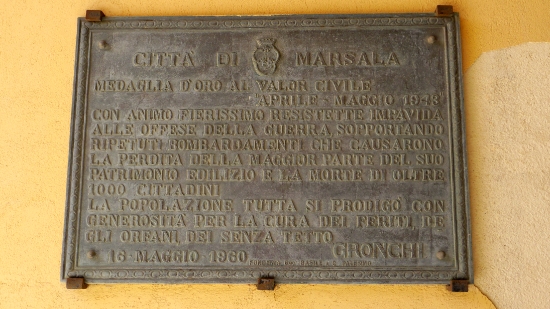 CITTÀ DI MARSALA
MEDAGLIA D'ORO AL VALOR CIVILE
APRILE - MAGGIO 1943
CON ANIMO FIERISSIMO RESISTETTE IMPAVIDA
ALLE OFFESE DELLA GUERRA SOPPORTANDO
RIPETUTI BOMBARDAMENTI CHE CAUSARONO
LA PERDITA DELLA MAGGIOR PARTE DEL SUO
PATRIMONIO EDILIZIO E LA MORTE DI OLTRE
1000 CITTADINI
LA POPOLAZIONE TUTTA SI PRODIGÒ CON
GENEROSITÀ PER LA CURA DEI FERITI DE
GLI ORFANI, DEI SENZA TETTO
GRONCHI
16-MAGGIO 1960